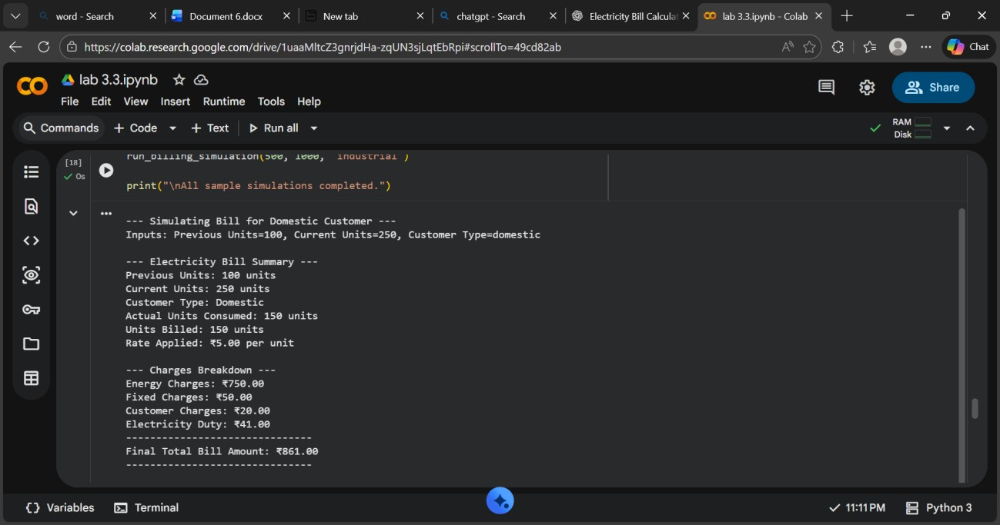 word - Search
Document 6.docx
New tab
chatgpt - Search
Electricity Bill Calculat
lab 3.3.ipynb - Colab
https://colab.research.google.com/drive/1uaaMltcZ3gnrjdHa-zqUN3sjLqtEbRpi#scrollTo=49cd82ab
Chat
lab 3.3.ipynb
File Edit View Insert Runtime Tools Help
Share
Commands + Code + Text Run all
RAM
Disk
[18]
0s
run_billing_simulation(500, 1000, "industrial")
print("\nAll sample simulations completed.")
--- Simulating Bill for Domestic Customer ---
Inputs: Previous Units=100, Current Units=250, Customer Type=domestic
--- Electricity Bill Summary ---
Previous Units: 100 units
Current Units: 250 units
Customer Type: Domestic
Actual Units Consumed: 150 units
Units Billed: 150 units
Rate Applied: ₹5.00 per unit
--- Charges Breakdown ---
Energy Charges: ₹750.00
Fixed Charges: ₹50.00
Customer Charges: ₹20.00
Electricity Duty: ₹41.00
-------------------------------
Final Total Bill Amount: ₹861.00
-------------------------------
Variables
Terminal
11:11 PM
Python 3